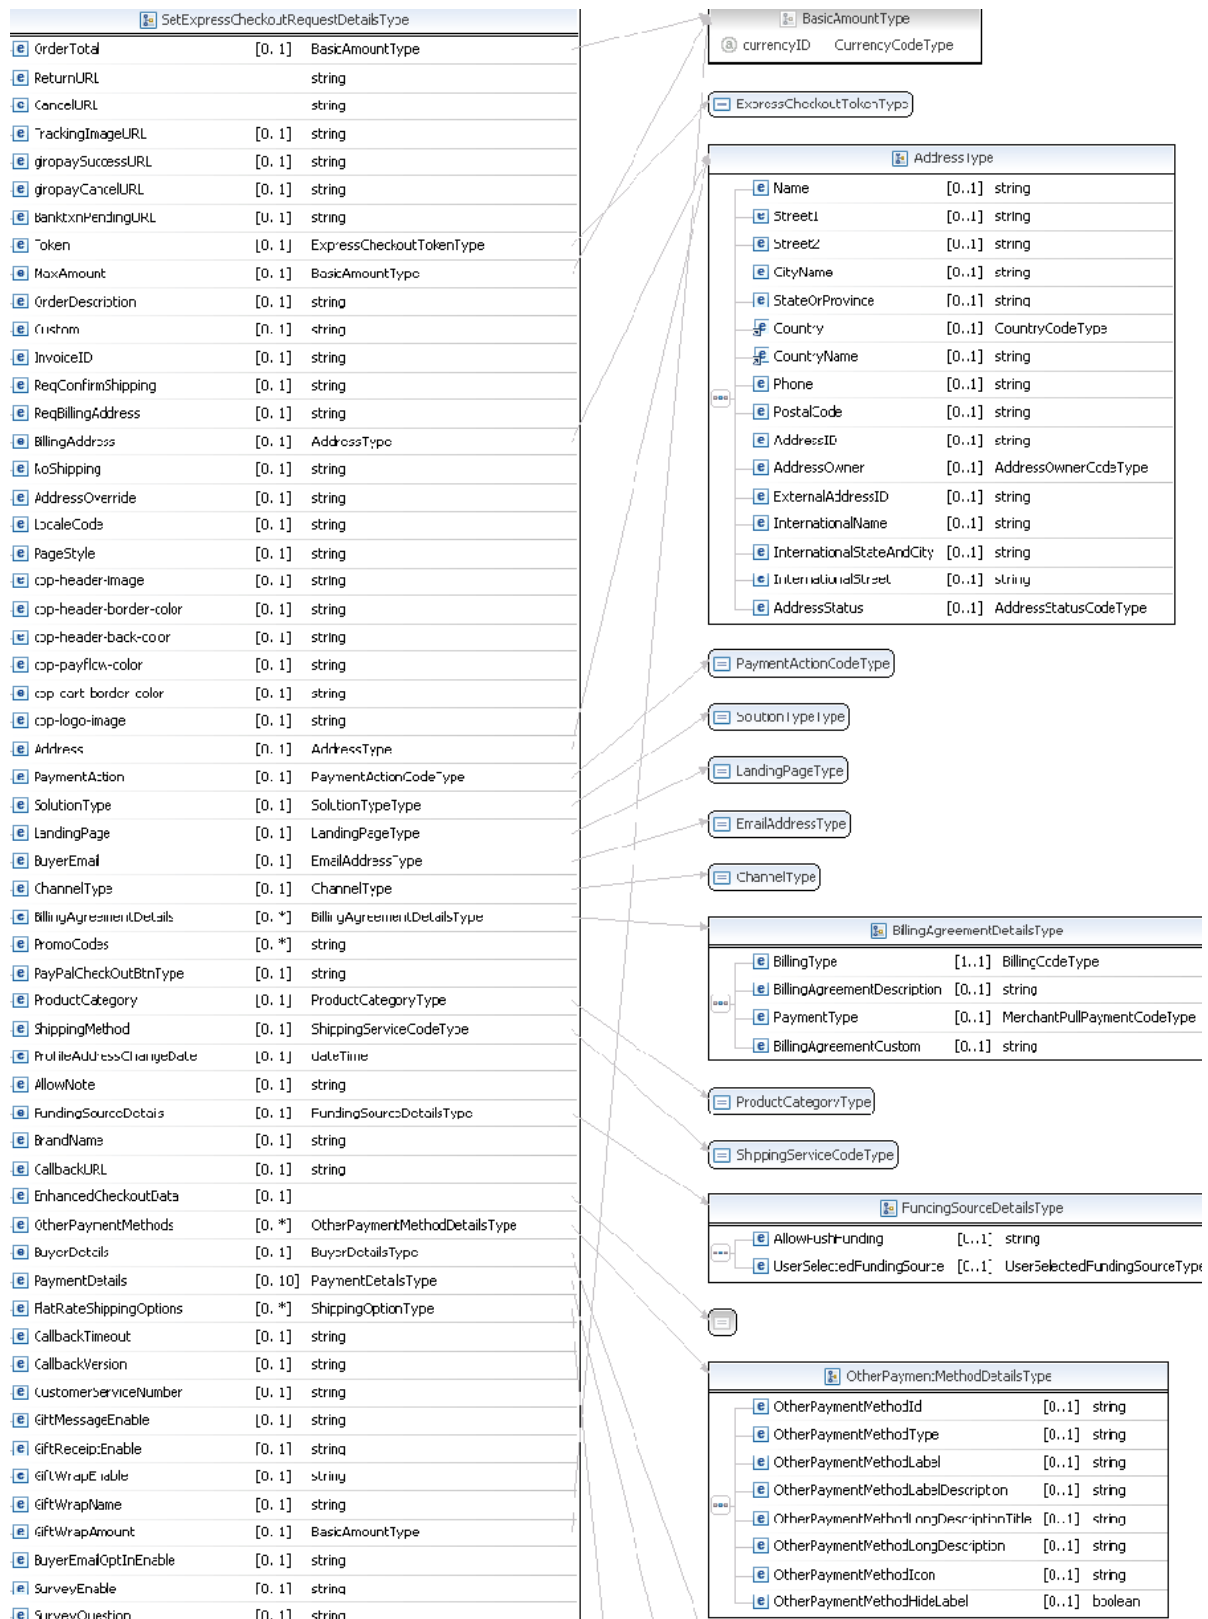 SetExpressCheckoutRequestDetailsType
OrderTotal [0..1] BasicAmountType
ReturnURL string
CancelURL string
TrackingImageURL [0..1] string
giropaySuccessURL [0..1] string
giropayCancelURL [0..1] string
BanktxnPendingURL [0..1] string
Token [0..1] ExpressCheckoutTokenType
MaxAmount [0..1] BasicAmountType
OrderDescription [0..1] string
Custom [0..1] string
InvoiceID [0..1] string
ReqConfirmShipping [0..1] string
ReqBillingAddress [0..1] string
BillingAddress [0..1] AddressType
NoShipping [0..1] string
AddressOverride [0..1] string
LocaleCode [0..1] string
PageStyle [0..1] string
cpp-header-image [0..1] string
cpp-header-border-color [0..1] string
cpp-header-back-color [0..1] string
cpp-payflow-color [0..1] string
cpp-cart-border-color [0..1] string
cpp-logo-image [0..1] string
Address [0..1] AddressType
PaymentAction [0..1] PaymentActionCodeType
SolutionType [0..1] SolutionTypeType
LandingPage [0..1] LandingPageType
BuyerEmail [0..1] EmailAddressType
ChannelType [0..1] ChannelType
BillingAgreementDetails [0..*] BillingAgreementDetailsType
PromoCodes [0..*] string
PayPalCheckOutBtnType [0..1] string
ProductCategory [0..1] ProductCategoryType
ShippingMethod [0..1] ShippingServiceCodeType
ProfileAddressChangeDate [0..1] dateTime
AllowNote [0..1] string
FundingSourceDetails [0..1] FundingSourceDetailsType
BrandName [0..1] string
CallbackURL [0..1] string
EnhancedCheckoutData [0..1]
OtherPaymentMethods [0..*] OtherPaymentMethodDetailsType
BuyerDetails [0..1] BuyerDetailsType
PaymentDetails [0..10] PaymentDetailsType
FlatRateShippingOptions [0..*] ShippingOptionType
CallbackTimeout [0..1] string
CallbackVersion [0..1] string
CustomerServiceNumber [0..1] string
GiftMessageEnable [0..1] string
GiftReceiptEnable [0..1] string
GiftWrapEnable [0..1] string
GiftWrapName [0..1] string
GiftWrapAmount [0..1] BasicAmountType
BuyerEmailOptInEnable [0..1] string
SurveyEnable [0..1] string
SurveyQuestion [0..1] string
BasicAmountType
currencyID CurrencyCodeType
ExpressCheckoutTokenType
AddressType
Name [0..1] string
Street1 [0..1] string
Street2 [0..1] string
CityName [0..1] string
StateOrProvince [0..1] string
Country [0..1] CountryCodeType
CountryName [0..1] string
Phone [0..1] string
PostalCode [0..1] string
AddressID [0..1] string
AddressOwner [0..1] AddressOwnerCodeType
ExternalAddressID [0..1] string
InternationalName [0..1] string
InternationalStateAndCity [0..1] string
InternationalStreet [0..1] string
AddressStatus [0..1] AddressStatusCodeType
PaymentActionCodeType
SolutionTypeType
LandingPageType
EmailAddressType
ChannelType
BillingAgreementDetailsType
BillingType [1..1] BillingCodeType
BillingAgreementDescription [0..1] string
PaymentType [0..1] MerchantPullPaymentCodeType
BillingAgreementCustom [0..1] string
ProductCategoryType
ShippingServiceCodeType
FundingSourceDetailsType
AllowPushFunding [0..1] string
UserSelectedFundingSource [0..1] UserSelectedFundingSourceType
OtherPaymentMethodDetailsType
OtherPaymentMethodId [0..1] string
OtherPaymentMethodType [0..1] string
OtherPaymentMethodLabel [0..1] string
OtherPaymentMethodLabelDescription [0..1] string
OtherPaymentMethodLongDescriptionTitle [0..1] string
OtherPaymentMethodLongDescription [0..1] string
OtherPaymentMethodIcon [0..1] string
OtherPaymentMethodHideLabel [0..1] boolean